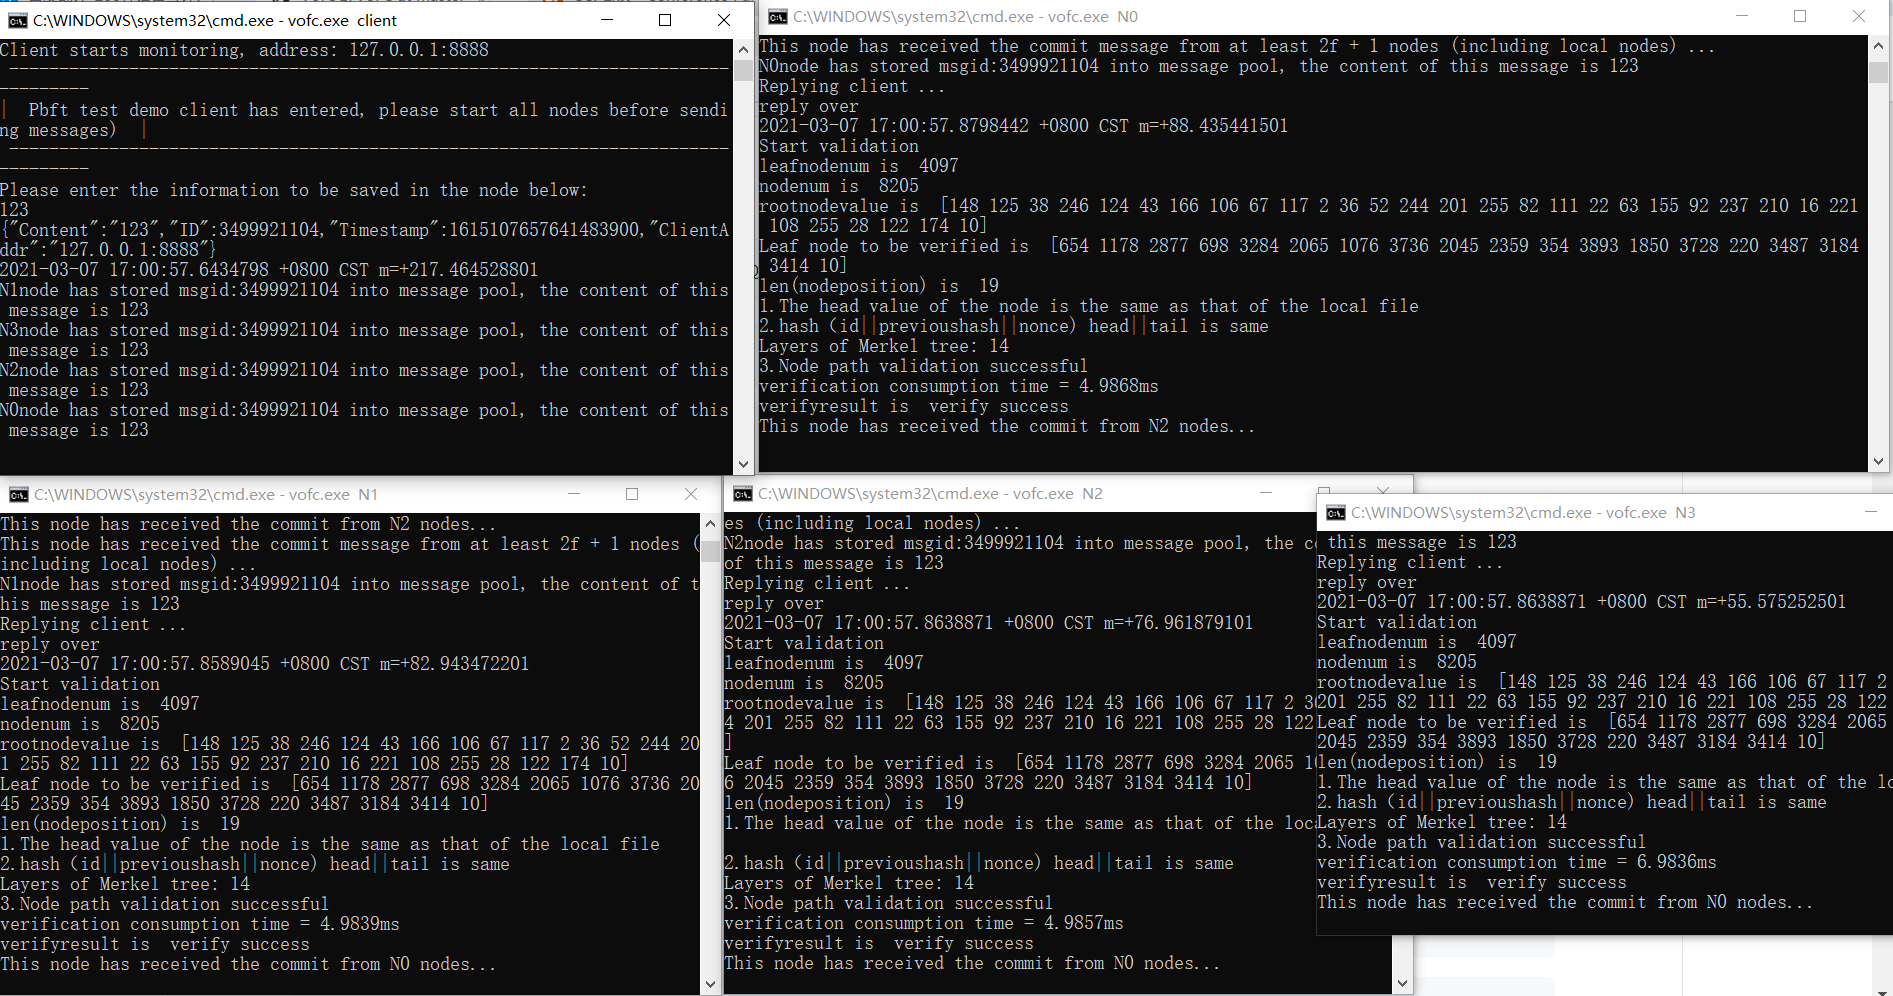 C:\WINDOWS\system32\cmd.exe - vofc.exe  client
Client starts monitoring, address: 127.0.0.1:8888
------------------------------------------------------------------------
---------
|  Pbft test demo client has entered, please start all nodes before sendi
ng messages)  |
------------------------------------------------------------------------
---------
Please enter the information to be saved in the node below:
123
{"Content":"123","ID":3499921104,"Timestamp":1615107657641483900,"ClientA
ddr":"127.0.0.1:8888"}
2021-03-07 17:00:57.6434798 +0800 CST m=+217.464528801
N1node has stored msgid:3499921104 into message pool, the content of this
 message is 123
N3node has stored msgid:3499921104 into message pool, the content of this
 message is 123
N2node has stored msgid:3499921104 into message pool, the content of this
 message is 123
N0node has stored msgid:3499921104 into message pool, the content of this
 message is 123
C:\WINDOWS\system32\cmd.exe - vofc.exe  N0
This node has received the commit message from at least 2f + 1 nodes (including local nodes) ...
N0node has stored msgid:3499921104 into message pool, the content of this message is 123
Replying client ...
reply over
2021-03-07 17:00:57.8798442 +0800 CST m=+88.435441501
Start validation
leafnodenum is  4097
nodenum is  8205
rootnodevalue is  [148 125 38 246 124 43 166 106 67 117 2 36 52 244 201 255 82 111 22 63 155 92 237 210 16 221
 108 255 28 122 174 10]
Leaf node to be verified is  [654 1178 2877 698 3284 2065 1076 3736 2045 2359 354 3893 1850 3728 220 3487 3184
 3414 10]
len(nodeposition) is  19
1.The head value of the node is the same as that of the local file
2.hash (id||previoushash||nonce) head||tail is same
Layers of Merkel tree: 14
3.Node path validation successful
verification consumption time = 4.9868ms
verifyresult is  verify success
This node has received the commit from N2 nodes...
C:\WINDOWS\system32\cmd.exe - vofc.exe  N1
This node has received the commit from N2 nodes...
This node has received the commit message from at least 2f + 1 nodes (
including local nodes) ...
N1node has stored msgid:3499921104 into message pool, the content of t
his message is 123
Replying client ...
reply over
2021-03-07 17:00:57.8589045 +0800 CST m=+82.943472201
Start validation
leafnodenum is  4097
nodenum is  8205
rootnodevalue is  [148 125 38 246 124 43 166 106 67 117 2 36 52 244 20
1 255 82 111 22 63 155 92 237 210 16 221 108 255 28 122 174 10]
Leaf node to be verified is  [654 1178 2877 698 3284 2065 1076 3736 20
45 2359 354 3893 1850 3728 220 3487 3184 3414 10]
len(nodeposition) is  19
1.The head value of the node is the same as that of the local file
2.hash (id||previoushash||nonce) head||tail is same
Layers of Merkel tree: 14
3.Node path validation successful
verification consumption time = 4.9839ms
verifyresult is  verify success
This node has received the commit from N0 nodes...
C:\WINDOWS\system32\cmd.exe - vofc.exe  N2
es (including local nodes) ...
N2node has stored msgid:3499921104 into message pool, the c
of this message is 123
Replying client ...
reply over
2021-03-07 17:00:57.8638871 +0800 CST m=+76.961879101
Start validation
leafnodenum is  4097
nodenum is  8205
rootnodevalue is  [148 125 38 246 124 43 166 106 67 117 2 3
4 201 255 82 111 22 63 155 92 237 210 16 221 108 255 28 122
]
Leaf node to be verified is  [654 1178 2877 698 3284 2065 1
6 2045 2359 354 3893 1850 3728 220 3487 3184 3414 10]
len(nodeposition) is  19
1.The head value of the node is the same as that of the loc
2.hash (id||previoushash||nonce) head||tail is same
Layers of Merkel tree: 14
3.Node path validation successful
verification consumption time = 4.9857ms
verifyresult is  verify success
This node has received the commit from N0 nodes...
C:\WINDOWS\system32\cmd.exe - vofc.exe  N3
 this message is 123
Replying client ...
reply over
2021-03-07 17:00:57.8638871 +0800 CST m=+55.575252501
Start validation
leafnodenum is  4097
nodenum is  8205
rootnodevalue is  [148 125 38 246 124 43 166 106 67 117 2
201 255 82 111 22 63 155 92 237 210 16 221 108 255 28 122
Leaf node to be verified is  [654 1178 2877 698 3284 2065
2045 2359 354 3893 1850 3728 220 3487 3184 3414 10]
len(nodeposition) is  19
1.The head value of the node is the same as that of the lo
2.hash (id||previoushash||nonce) head||tail is same
Layers of Merkel tree: 14
3.Node path validation successful
verification consumption time = 6.9836ms
verifyresult is  verify success
This node has received the commit from N0 nodes...